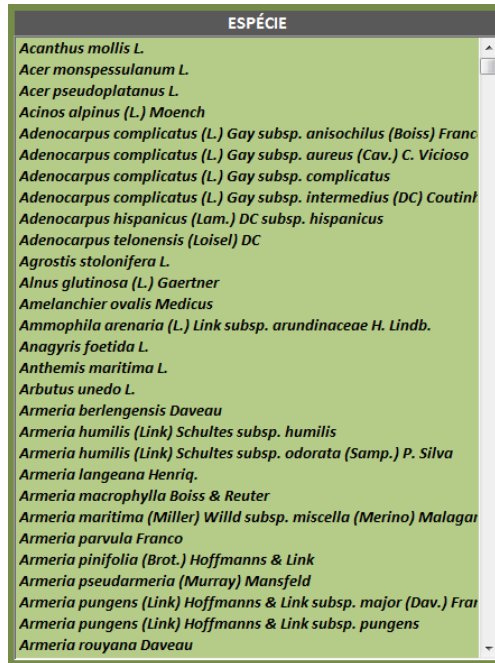 ESPÉCIE
Acanthus mollis L.
Acer monspessulanum L.
Acer pseudoplatanus L.
Acinos alpinus (L.) Moench
Adenocarpus complicatus (L.) Gay subsp. anisochilus (Boiss) Franc
Adenocarpus complicatus (L.) Gay subsp. aureus (Cav.) C. Vicioso
Adenocarpus complicatus (L.) Gay subsp. complicatus
Adenocarpus complicatus (L.) Gay subsp. intermedius (DC) Coutinh
Adenocarpus hispanicus (Lam.) DC subsp. hispanicus
Adenocarpus telonensis (Loisel) DC
Agrostis stolonifera L.
Alnus glutinosa (L.) Gaertner
Amelanchier ovalis Medicus
Ammophila arenaria (L.) Link subsp. arundinaceae H. Lindb.
Anagyris foetida L.
Anthemis maritima L.
Arbutus unedo L.
Armeria berlengensis Daveau
Armeria humilis (Link) Schultes subsp. humilis
Armeria humilis (Link) Schultes subsp. odorata (Samp.) P. Silva
Armeria langeana Henriq.
Armeria macrophylla Boiss & Reuter
Armeria maritima (Miller) Willd subsp. miscella (Merino) Malagar
Armeria parvula Franco
Armeria pinifolia (Brot.) Hoffmanns & Link
Armeria pseudarmeria (Murray) Mansfeld
Armeria pungens (Link) Hoffmanns & Link subsp. major (Dav.) Fran
Armeria pungens (Link) Hoffmanns & Link subsp. pungens
Armeria rouyana Daveau